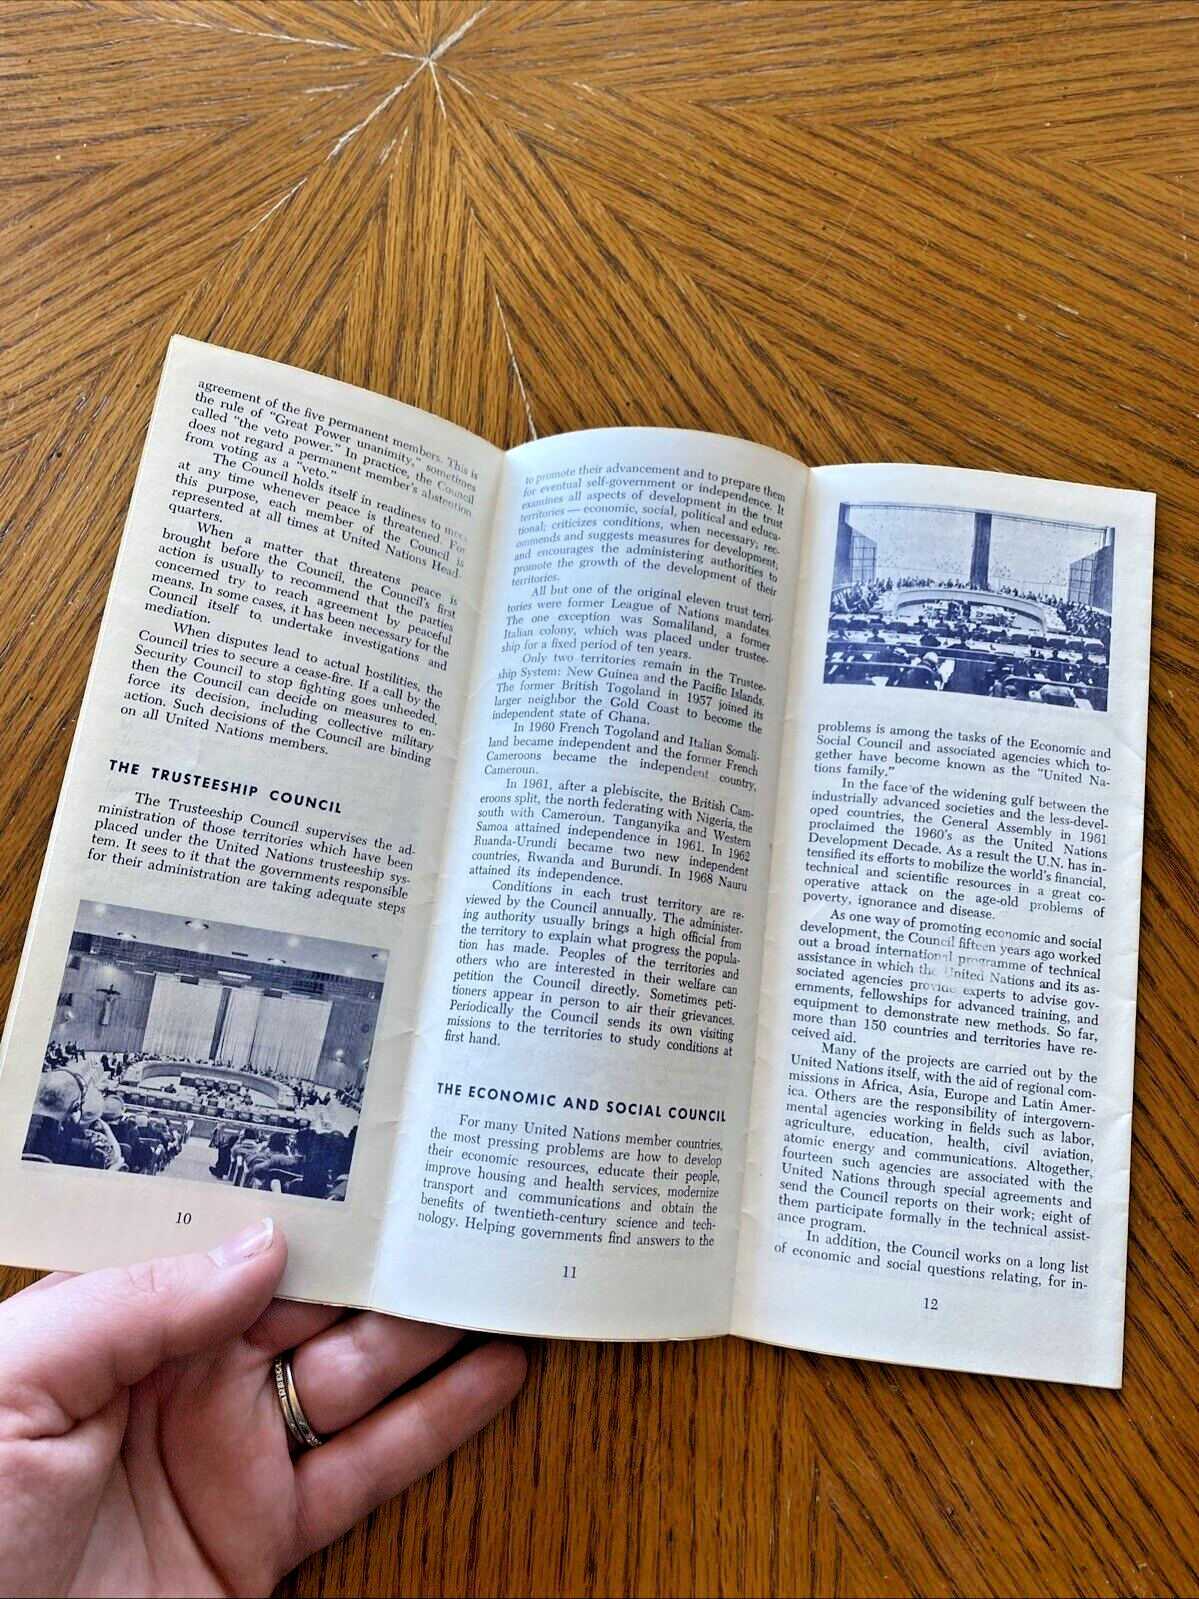 agreement of the five permanent members. This is
the rule of “Great Power unanimity,” sometimes
called “the veto power.” In practice, the Council
does not regard a permanent member’s abstention
from voting as a “veto.”
The Council holds itself in readiness to meet
at any time whenever peace is threatened. For
this purpose, each member of the Council is
represented at all times at United Nations Head-
quarters.
When a matter that threatens peace is
brought before the Council, the Council’s first
action is usually to recommend that the parties
concerned try to reach agreement by peaceful
means. In some cases, it has been necessary for the
Council itself to undertake investigations and
mediation.
When disputes lead to actual hostilities, the
Council tries to secure a cease-fire. If a call by the
Security Council to stop fighting goes unheeded,
then the Council can decide on measures to en-
force its decision, including collective military
action. Such decisions of the Council are binding
on all United Nations members.
THE TRUSTEESHIP COUNCIL
The Trusteeship Council supervises the ad-
ministration of those territories which have been
placed under the United Nations trusteeship sys-
tem. It sees to it that the governments responsible
for their administration are taking adequate steps
10
to promote their advancement and to prepare them
for eventual self-government or independence. It
examines all aspects of development in the trust
territories — economic, social, political and educa-
tional; criticizes conditions, when necessary; rec-
ommends and suggests measures for development;
and encourages the administering authorities to
promote the growth of the development of their
territories.
All but one of the original eleven trust terri-
tories were former League of Nations mandates.
The one exception was Somaliland, a former
Italian colony, which was placed under trustee-
ship for a fixed period of ten years.
Only two territories remain in the Trustee-
ship System: New Guinea and the Pacific Islands.
The former British Togoland in 1957 joined its
larger neighbor the Gold Coast to become the
independent state of Ghana.
In 1960 French Togoland and Italian Somali-
land became independent and the former French
Cameroons became the independent country,
Cameroun.
In 1961, after a plebiscite, the British Cam-
eroons split, the north federating with Nigeria, the
south with Cameroun. Tanganyika and Western
Samoa attained independence in 1961. In 1962
Ruanda-Urundi became two new independent
countries, Rwanda and Burundi. In 1968 Nauru
attained its independence.
Conditions in each trust territory are re-
viewed by the Council annually. The administer-
ing authority usually brings a high official from
the territory to explain what progress the popula-
tion has made. Peoples of the territories and
others who are interested in their welfare can
petition the Council directly. Sometimes peti-
tioners appear in person to air their grievances.
Periodically the Council sends its own visiting
missions to the territories to study conditions at
first hand.
THE ECONOMIC AND SOCIAL COUNCIL
For many United Nations member countries,
the most pressing problems are how to develop
their economic resources, educate their people,
improve housing and health services, modernize
transport and communications and obtain the
benefits of twentieth-century science and tech-
nology. Helping governments find answers to the
11
problems is among the tasks of the Economic and
Social Council and associated agencies which to-
gether have become known as the “United Na-
tions family.”
In the face of the widening gulf between the
industrially advanced societies and the less-devel-
oped countries, the General Assembly in 1961
proclaimed the 1960’s as the United Nations
Development Decade. As a result the U.N. has in-
tensified its efforts to mobilize the world’s financial,
technical and scientific resources in a great co-
operative attack on the age-old problems of
poverty, ignorance and disease.
As one way of promoting economic and social
development, the Council fifteen years ago worked
out a broad international programme of technical
assistance in which the United Nations and its as-
sociated agencies provide experts to advise gov-
ernments, fellowships for advanced training, and
equipment to demonstrate new methods. So far,
more than 150 countries and territories have re-
ceived aid.
Many of the projects are carried out by the
United Nations itself, with the aid of regional com-
missions in Africa, Asia, Europe and Latin Amer-
ica. Others are the responsibility of intergovern-
mental agencies working in fields such as labor,
agriculture, education, health, civil aviation,
atomic energy and communications. Altogether,
fourteen such agencies are associated with the
United Nations through special agreements and
send the Council reports on their work; eight of
them participate formally in the technical assist-
ance program.
In addition, the Council works on a long list
of economic and social questions relating, for in-
12